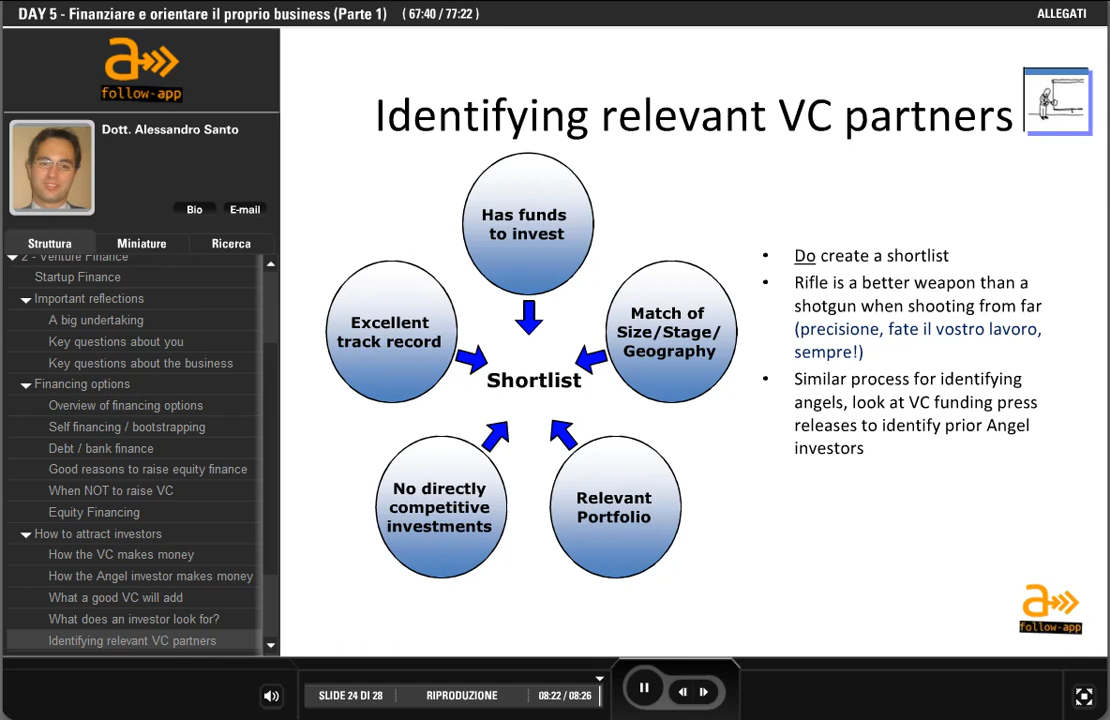 DAY 5 - Finanziare e orientare il proprio business (Parte 1) ( 67:40 / 77:22 )
ALLEGATI
a
follow-app
Dott. Alessandro Santo
Bio
E-mail
Struttura
Miniature
Ricerca
2 - Venture Finance
Startup Finance
Important reflections
A big undertaking
Key questions about you
Key questions about the business
Financing options
Overview of financing options
Self financing / bootstrapping
Debt / bank finance
Good reasons to raise equity finance
When NOT to raise VC
Equity Financing
How to attract investors
How the VC makes money
How the Angel investor makes money
What a good VC will add
What does an investor look for?
Identifying relevant VC partners
Identifying relevant VC partners
Has funds
to invest
Excellent
track record
Match of
Size/Stage/
Geography
Shortlist
No directly
competitive
investments
Relevant
Portfolio
• Do create a shortlist
• Rifle is a better weapon than a
shotgun when shooting from far
(precisione, fate il vostro lavoro,
sempre!)
• Similar process for identifying
angels, look at VC funding press
releases to identify prior Angel
investors
a
follow-app
SLIDE 24 DI 28
RIPRODUZIONE
08:22 / 08:26